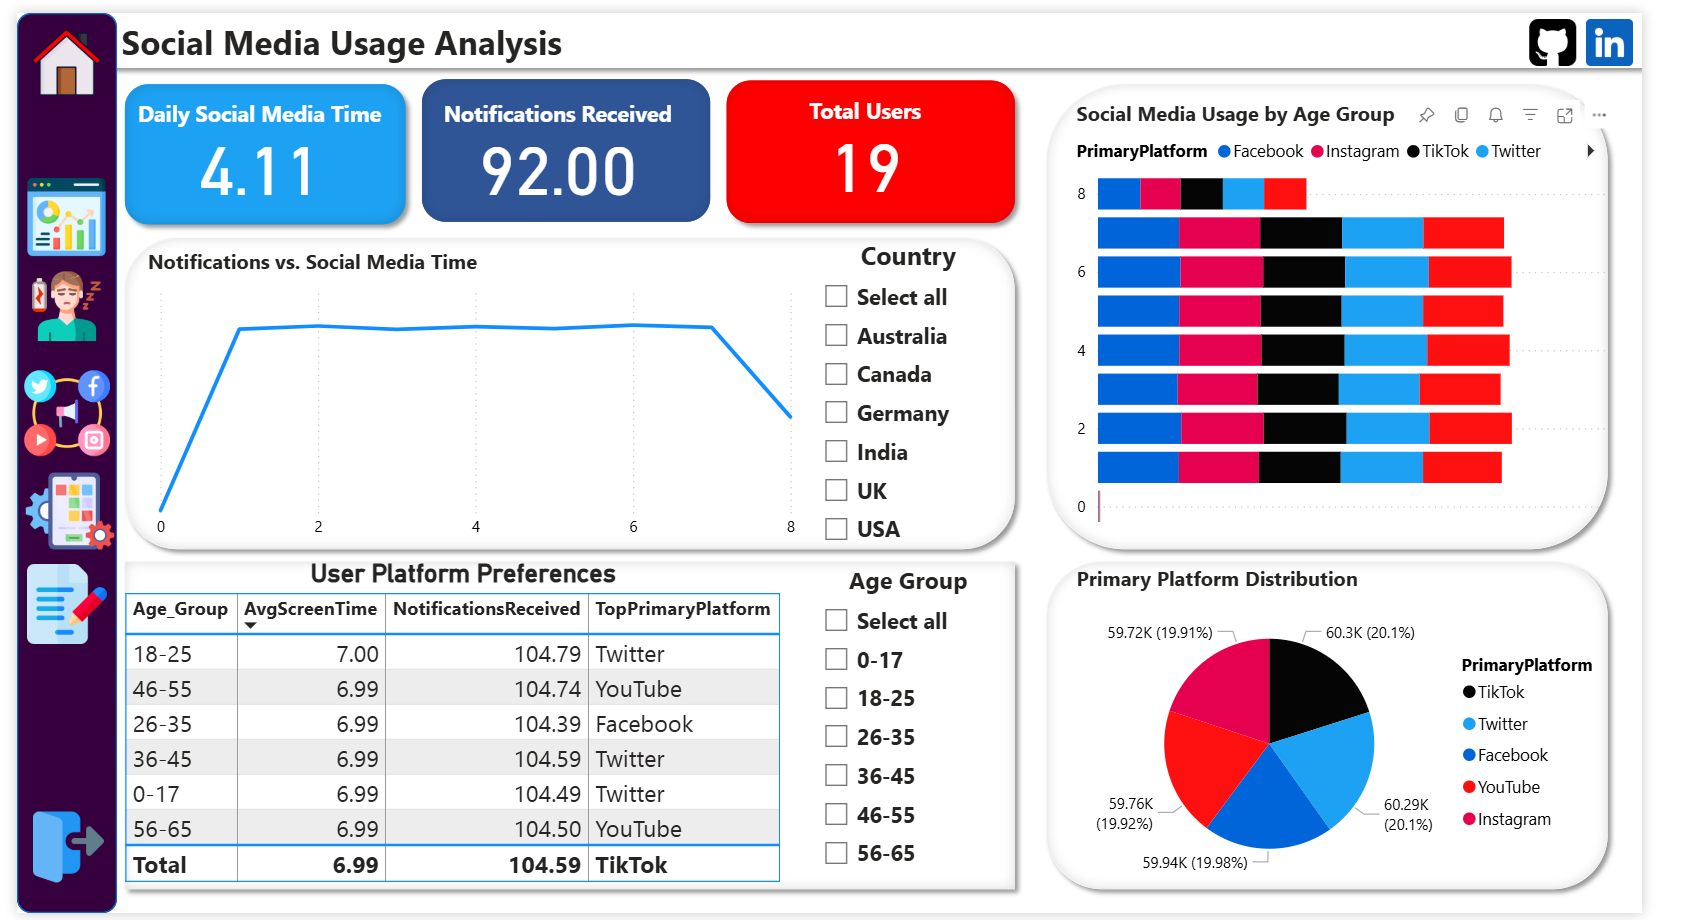 Social Media Usage Analysis
in
Daily Social Media Time
4.11
Notifications Received
92.00
Total Users
19
Notifications vs. Social Media Time
0 2 4 6 8
Country
Select all
Australia
Canada
Germany
India
UK
USA
Social Media Usage by Age Group
PrimaryPlatform Facebook Instagram TikTok Twitter
8
6
4
2
0
User Platform Preferences
Age_Group AvgScreenTime NotificationsReceived TopPrimaryPlatform
18-25 7.00 104.79 Twitter
46-55 6.99 104.74 YouTube
26-35 6.99 104.39 Facebook
36-45 6.99 104.59 Twitter
0-17 6.99 104.49 Twitter
56-65 6.99 104.50 YouTube
Total 6.99 104.59 TikTok
Age Group
Select all
0-17
18-25
26-35
36-45
46-55
56-65
Primary Platform Distribution
59.72K (19.91%)
60.3K (20.1%)
59.76K
(19.92%)
60.29K
(20.1%)
59.94K (19.98%)
PrimaryPlatform
TikTok
Twitter
Facebook
YouTube
Instagram